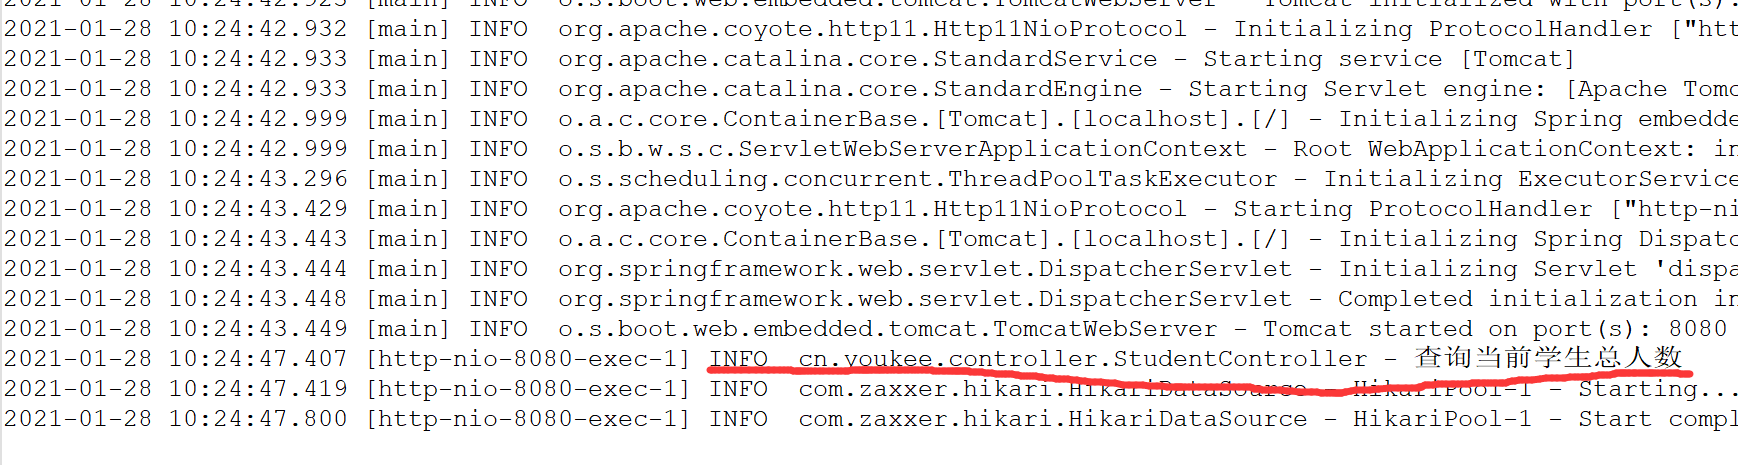 2021-01-28 10:24:42.923 [main] INFO  o.s.boot.web.embedded.tomcat.TomcatWebServer - Tomcat initialized with port(s):
2021-01-28 10:24:42.932 [main] INFO  org.apache.coyote.http11.Http11NioProtocol - Initializing ProtocolHandler ["htt
2021-01-28 10:24:42.933 [main] INFO  org.apache.catalina.core.StandardService - Starting service [Tomcat]
2021-01-28 10:24:42.933 [main] INFO  org.apache.catalina.core.StandardEngine - Starting Servlet engine: [Apache Tomc
2021-01-28 10:24:42.999 [main] INFO  o.a.c.core.ContainerBase.[Tomcat].[localhost].[/] - Initializing Spring embedde
2021-01-28 10:24:42.999 [main] INFO  o.s.b.w.s.c.ServletWebServerApplicationContext - Root WebApplicationContext: in
2021-01-28 10:24:43.296 [main] INFO  o.s.scheduling.concurrent.ThreadPoolTaskExecutor - Initializing ExecutorService
2021-01-28 10:24:43.429 [main] INFO  org.apache.coyote.http11.Http11NioProtocol - Starting ProtocolHandler ["http-ni
2021-01-28 10:24:43.443 [main] INFO  o.a.c.core.ContainerBase.[Tomcat].[localhost].[/] - Initializing Spring Dispatc
2021-01-28 10:24:43.444 [main] INFO  org.springframework.web.servlet.DispatcherServlet - Initializing Servlet 'dispa
2021-01-28 10:24:43.448 [main] INFO  org.springframework.web.servlet.DispatcherServlet - Completed initialization in
2021-01-28 10:24:43.449 [main] INFO  o.s.boot.web.embedded.tomcat.TomcatWebServer - Tomcat started on port(s): 8080
2021-01-28 10:24:47.407 [http-nio-8080-exec-1] INFO  cn.youkee.controller.StudentController - 查询当前学生总人数
2021-01-28 10:24:47.419 [http-nio-8080-exec-1] INFO  com.zaxxer.hikari.HikariDataSource - HikariPool-1 - Starting...
2021-01-28 10:24:47.800 [http-nio-8080-exec-1] INFO  com.zaxxer.hikari.HikariDataSource - HikariPool-1 - Start compl